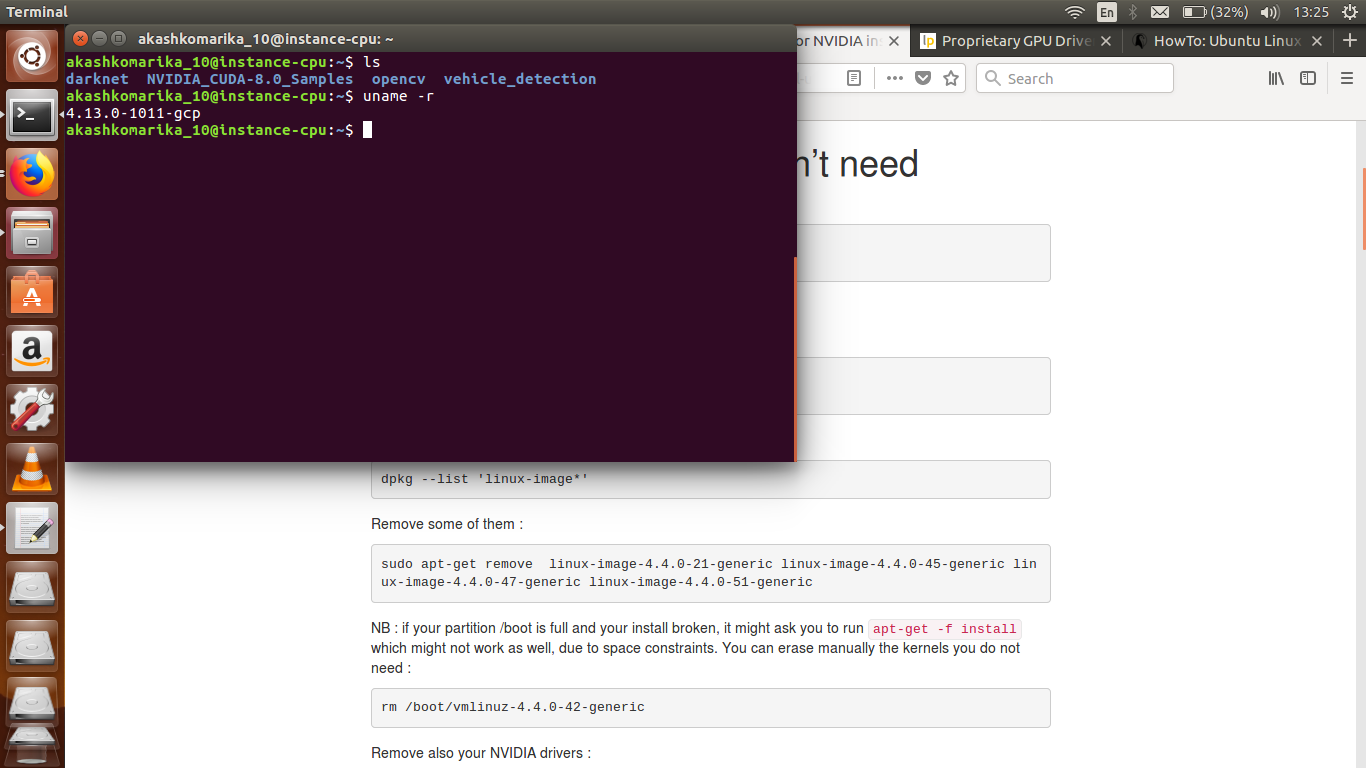 Terminal
En
(32%)
13:25
akashkomarika_10@instance-cpu: ~
or NVIDIA in
Proprietary GPU Drive
HowTo: Ubuntu Linux
akashkomarika_10@instance-cpu:~$ ls
darknet NVIDIA_CUDA-8.0_Samples opencv vehicle_detection
akashkomarika_10@instance-cpu:~$ uname -r
4.13.0-1011-gcp
akashkomarika_10@instance-cpu:~$
Search
n’t need
dpkg --list 'linux-image*'
Remove some of them :
sudo apt-get remove  linux-image-4.4.0-21-generic linux-image-4.4.0-45-generic lin
ux-image-4.4.0-47-generic linux-image-4.4.0-51-generic
NB : if your partition /boot is full and your install broken, it might ask you to run apt-get -f install
which might not work as well, due to space constraints. You can erase manually the kernels you do not
need :
rm /boot/vmlinuz-4.4.0-42-generic
Remove also your NVIDIA drivers :